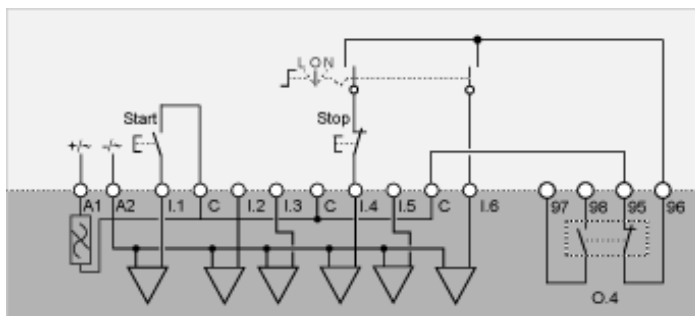 L O N
Start
Stop
+/~
-/~
A1
A2
I.1
C
I.2
I.3
C
I.4
I.5
C
I.6
97
98
95
96
O.4